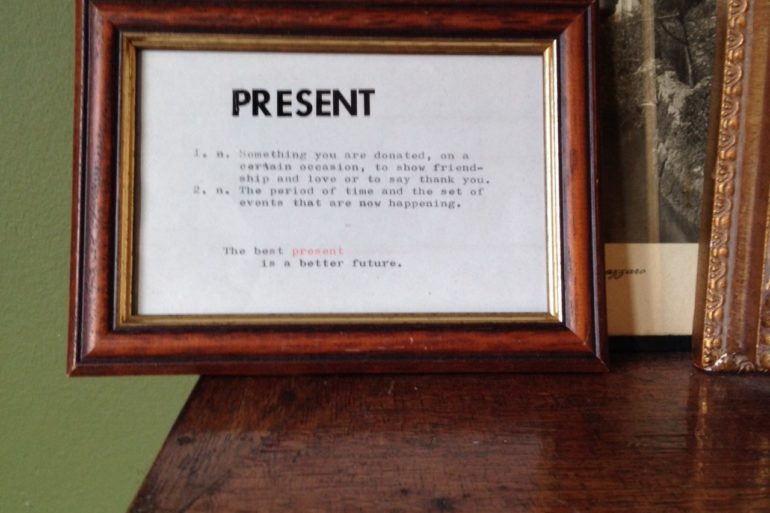 PRESENT
1. n. Something you are donated, on a
certain occasion, to show friend-
ship and love or to say thank you.
2. n. The period of time and the set of
events that are now happening.
The best present
is a better future.